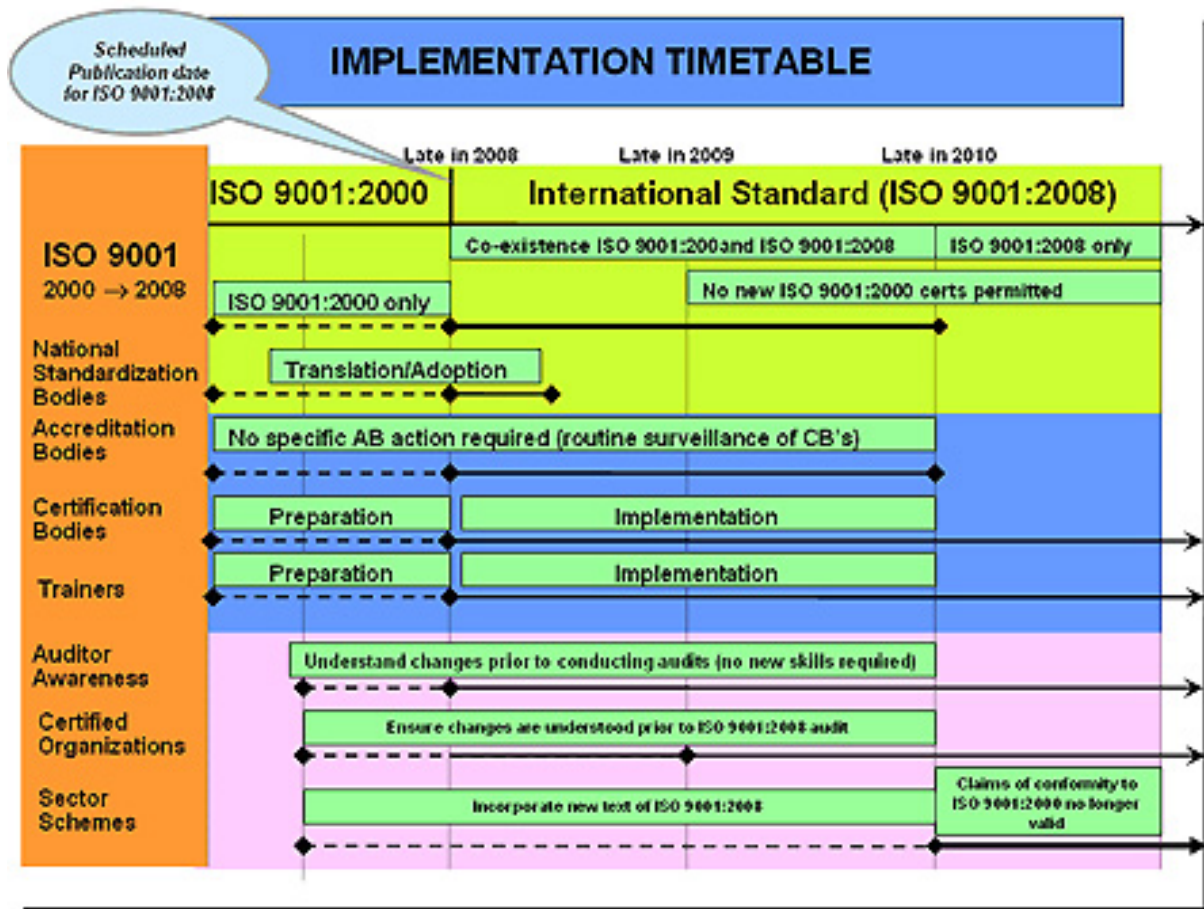 Scheduled
Publication date
for ISO 9001:2008
IMPLEMENTATION TIMETABLE
Late in 2008
Late in 2009
Late in 2010
ISO 9001:2000
International Standard (ISO 9001:2008)
ISO 9001
2000 → 2008
Co-existence ISO 9001:200and ISO 9001:2008
ISO 9001:2008 only
ISO 9001:2000 only
No new ISO 9001:2000 certs permitted
National
Standardization
Bodies
Translation/Adoption
Accreditation
Bodies
No specific AB action required (routine surveillance of CB's)
Certification
Bodies
Preparation
Implementation
Trainers
Preparation
Implementation
Auditor
Awareness
Understand changes prior to conducting audits (no new skills required)
Certified
Organizations
Ensure changes are understood prior to ISO 9001:2008 audit
Sector
Schemes
Incorporate new text of ISO 9001:2008
Claims of conformity to
ISO 9001:2000 no longer
valid